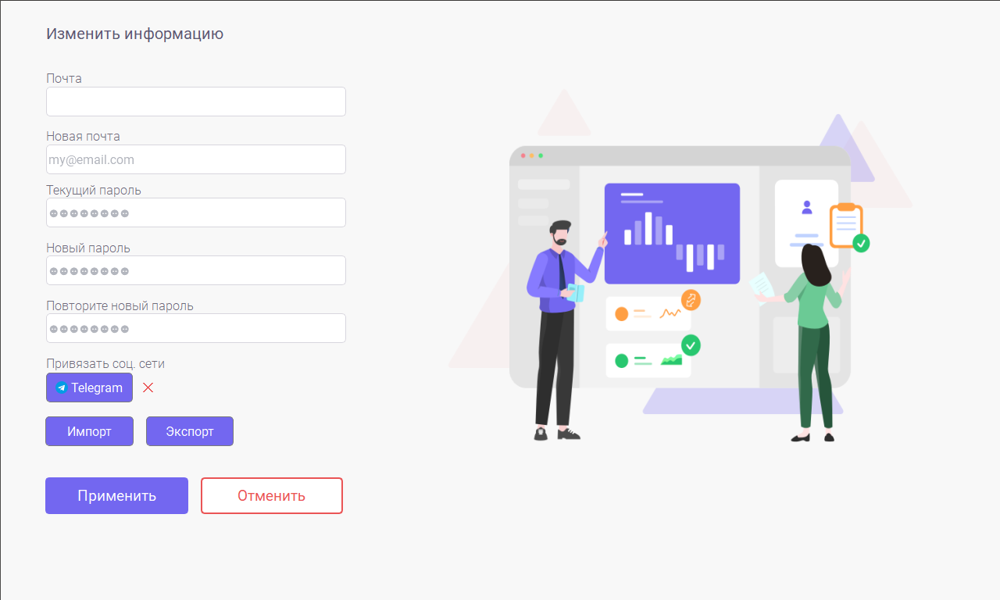 Изменить информацию
Почта
Новая почта
my@email.com
Текущий пароль
Новый пароль
Повторите новый пароль
Привязать соц. сети
Telegram
Импорт Экспорт
Применить Отменить